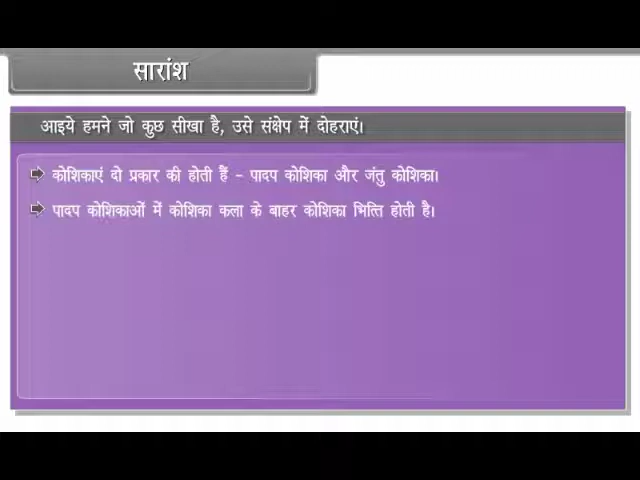 सारांश
आइये हमने जो कुछ सीखा है, उसे संक्षेप में दोहराएं।
कोशिकाएं दो प्रकार की होती हैं - पादप कोशिका और जंतु कोशिका।
पादप कोशिकाओं में कोशिका कला के बाहर कोशिका भित्ति होती है।